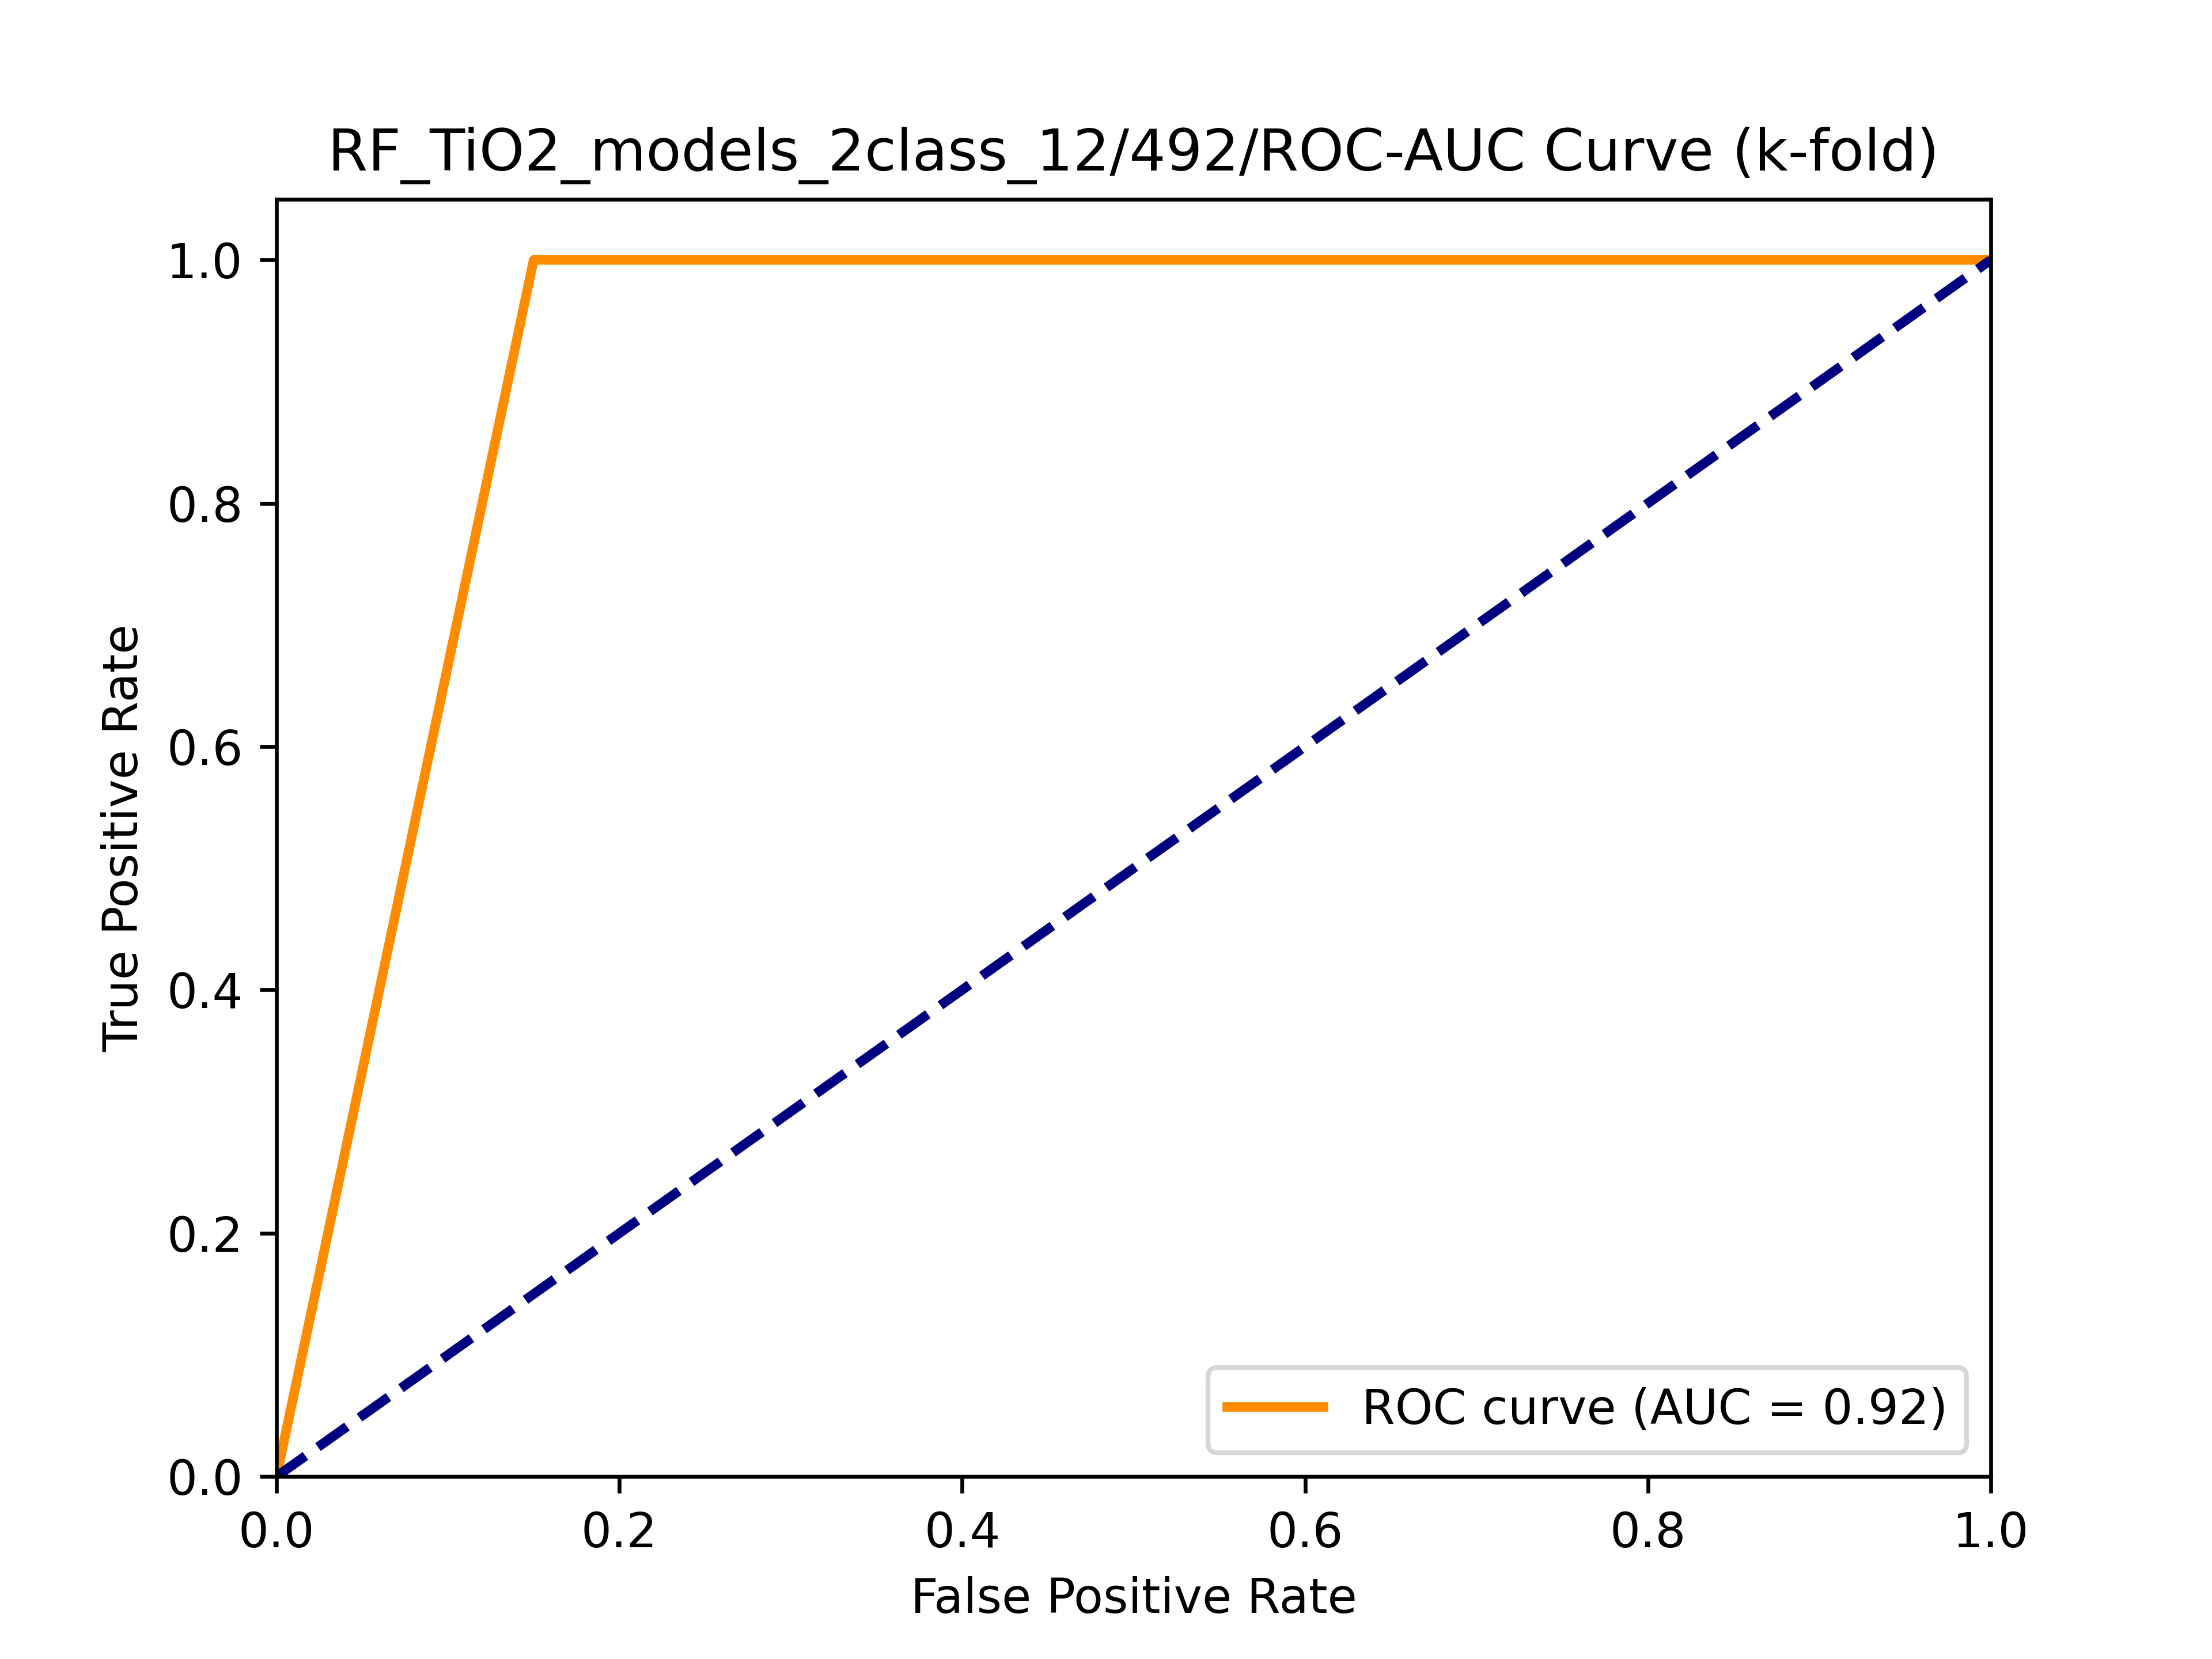 RF_TiO2_models_2class_12/492/ROC-AUC Curve (k-fold)
1.0
0.8
0.6
0.4
0.2
0.0
True Positive Rate
ROC curve (AUC = 0.92)
0.0 0.2 0.4 0.6 0.8 1.0
False Positive Rate